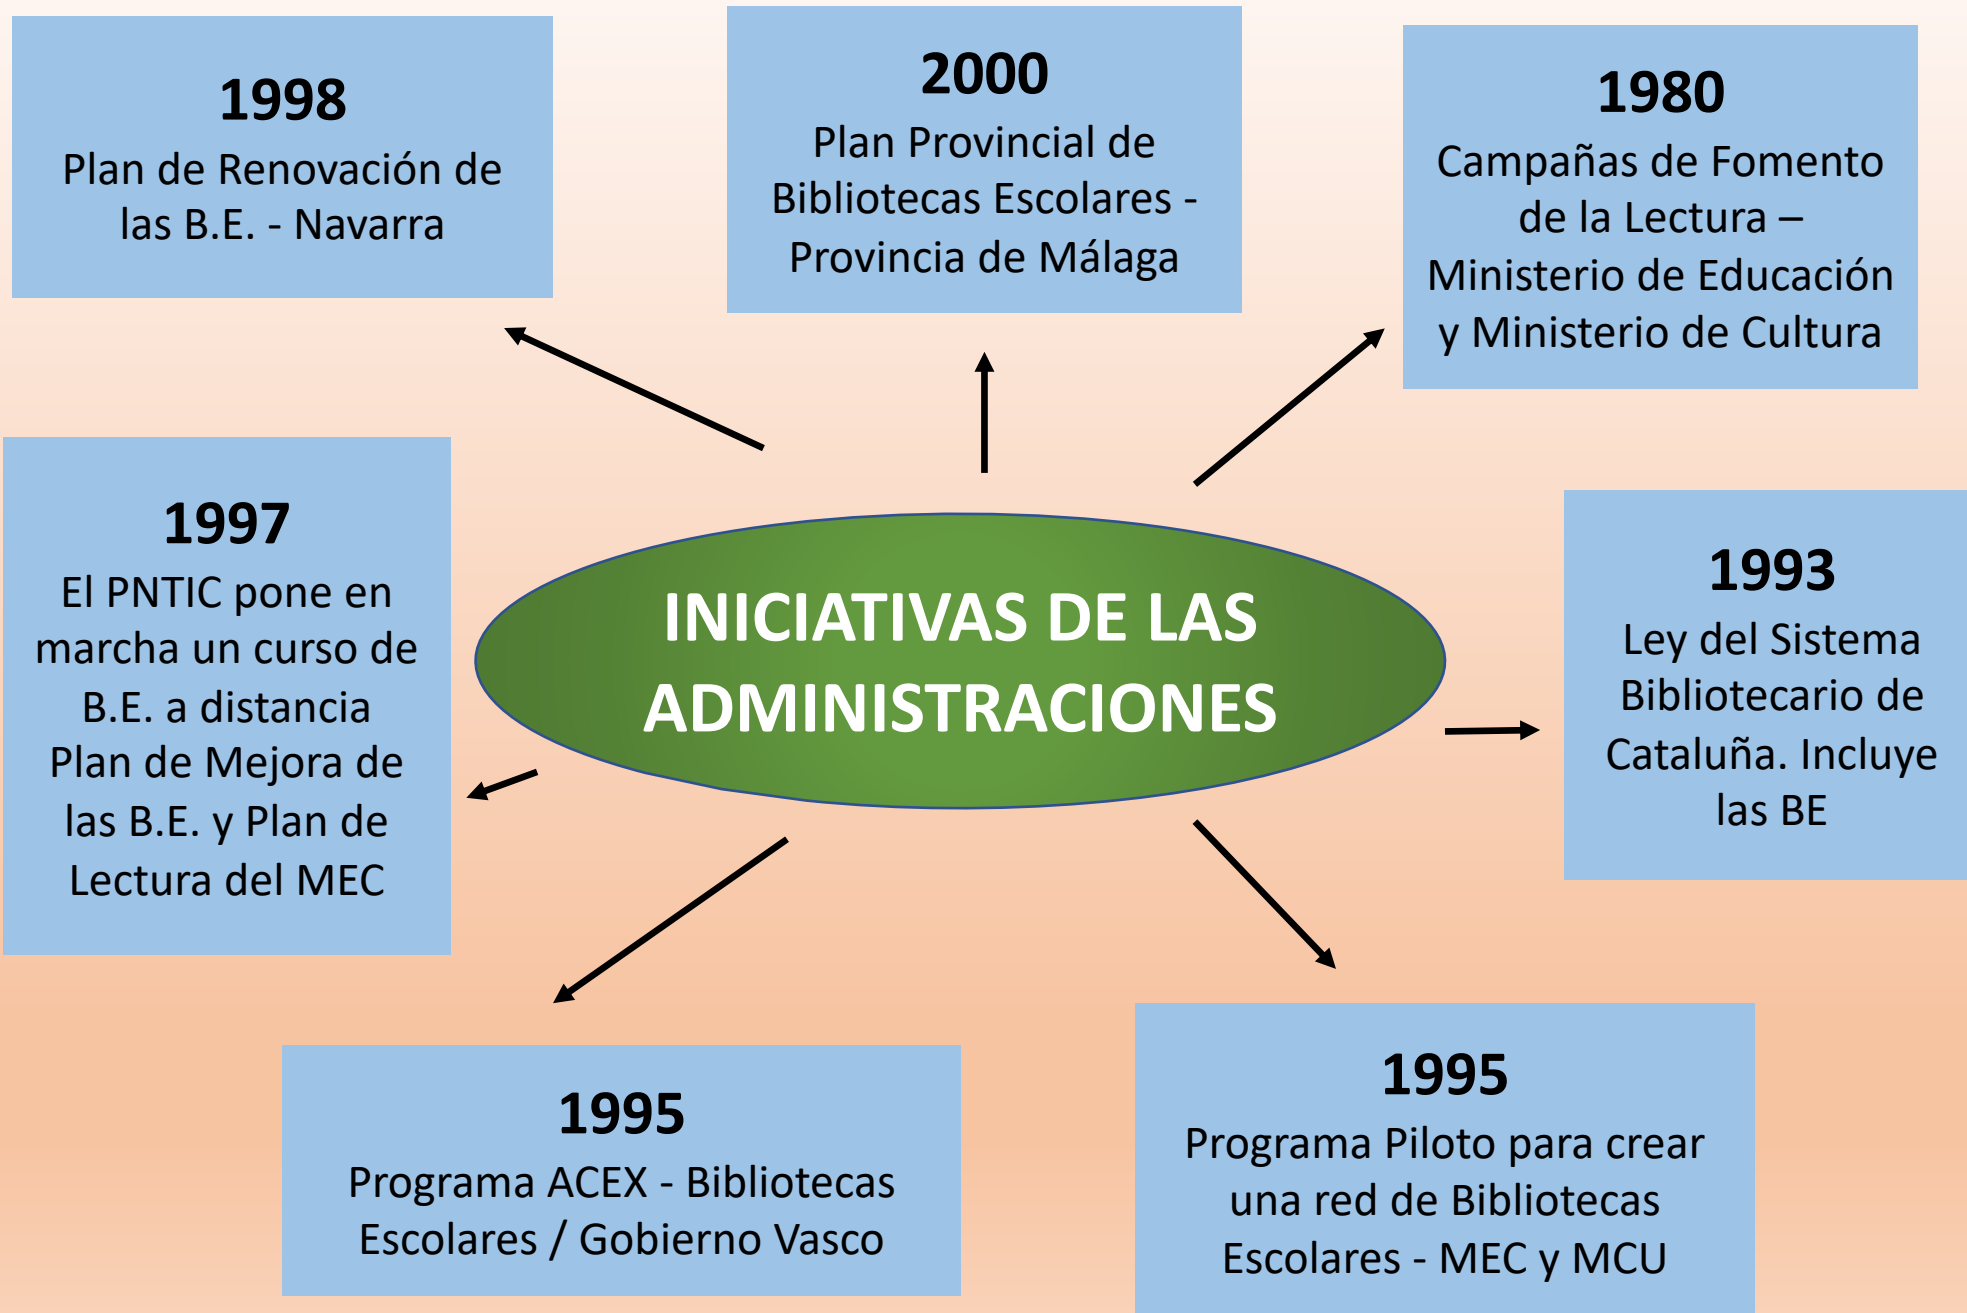 1998
Plan de Renovación de
las B.E. - Navarra
2000
Plan Provincial de
Bibliotecas Escolares -
Provincia de Málaga
1980
Campañas de Fomento
de la Lectura –
Ministerio de Educación
y Ministerio de Cultura
1997
El PNTIC pone en
marcha un curso de
B.E. a distancia
Plan de Mejora de
las B.E. y Plan de
Lectura del MEC
INICIATIVAS DE LAS
ADMINISTRACIONES
1993
Ley del Sistema
Bibliotecario de
Cataluña. Incluye
las BE
1995
Programa ACEX - Bibliotecas
Escolares / Gobierno Vasco
1995
Programa Piloto para crear
una red de Bibliotecas
Escolares - MEC y MCU